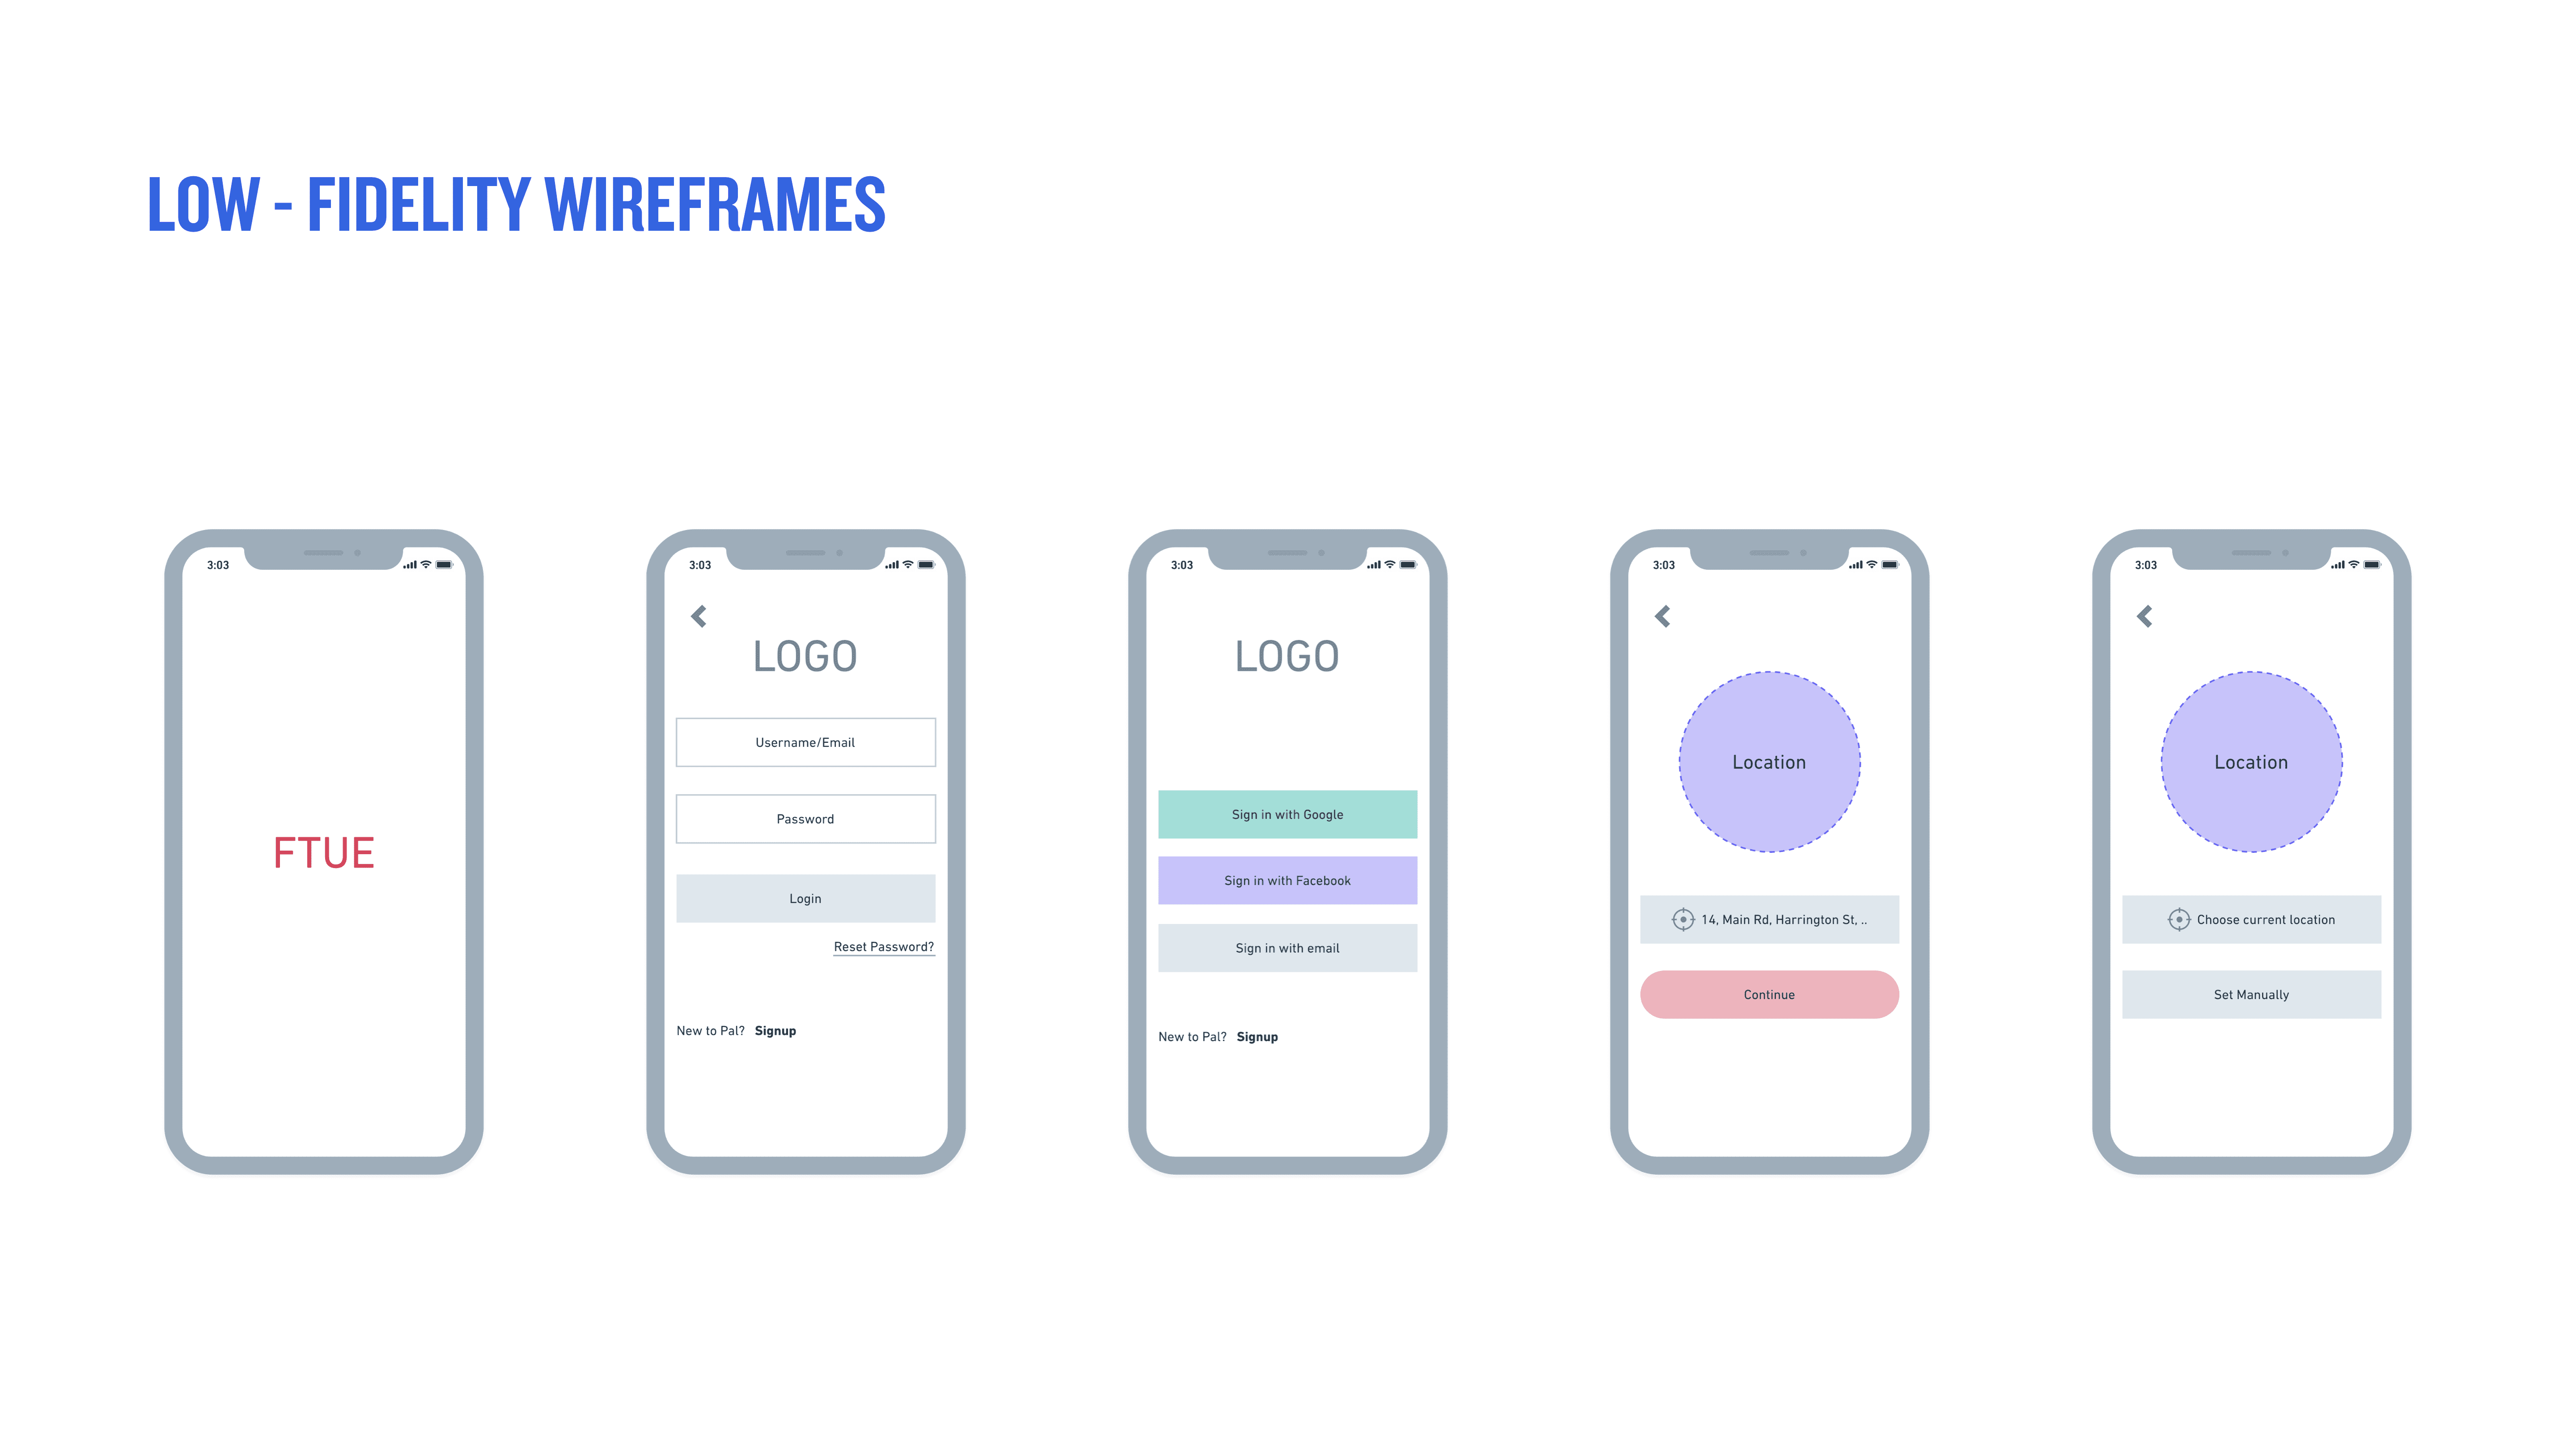 LOW - FIDELITY WIREFRAMES
3:03
FTUE
3:03
LOGO
Username/Email
Password
Login
Reset Password?
New to Pal? Signup
3:03
LOGO
Sign in with Google
Sign in with Facebook
Sign in with email
New to Pal? Signup
3:03
Location
14, Main Rd, Harrington St, ..
Continue
3:03
Location
Choose current location
Set Manually